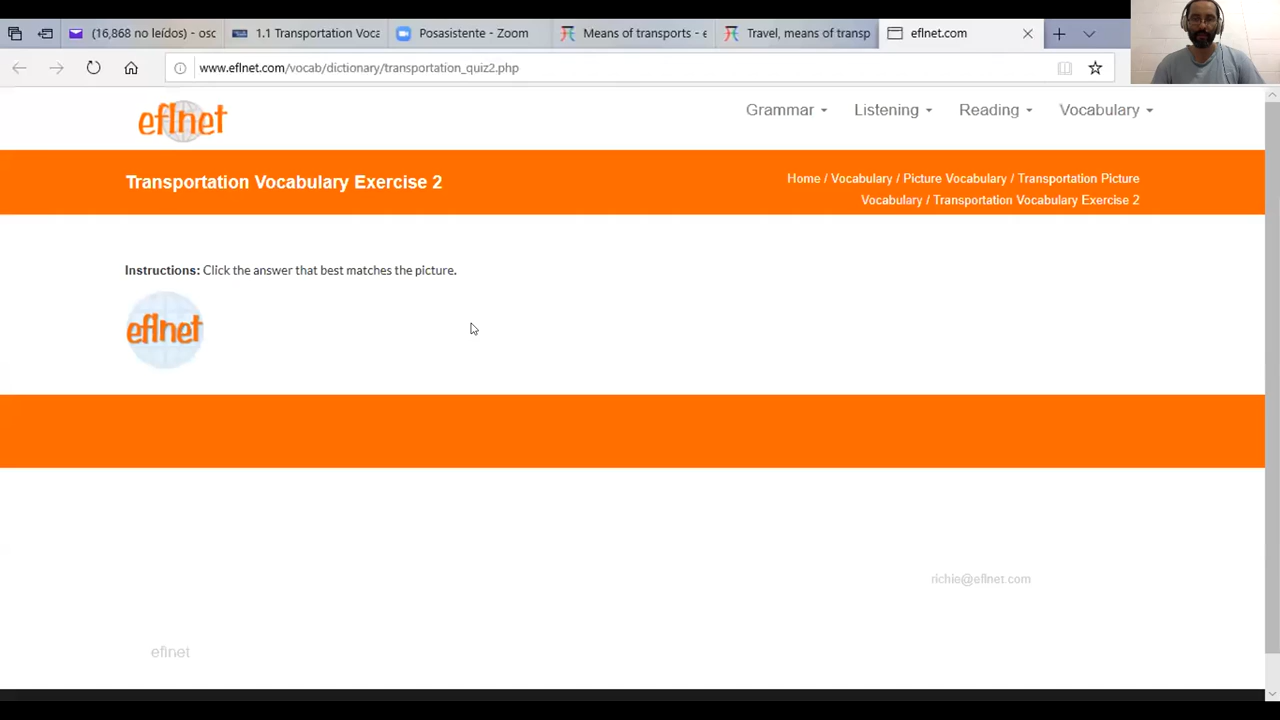 (16,868 no leídos) - osc
1.1 Transportation Voca
Posasistente - Zoom
Means of transports - e
Travel, means of transp
eflnet.com
www.eflnet.com/vocab/dictionary/transportation_quiz2.php
eflnet
Grammar
Listening
Reading
Vocabulary
Transportation Vocabulary Exercise 2
Home / Vocabulary / Picture Vocabulary / Transportation Picture
Vocabulary / Transportation Vocabulary Exercise 2
Instructions: Click the answer that best matches the picture.
eflnet
richie@eflnet.com
eflnet